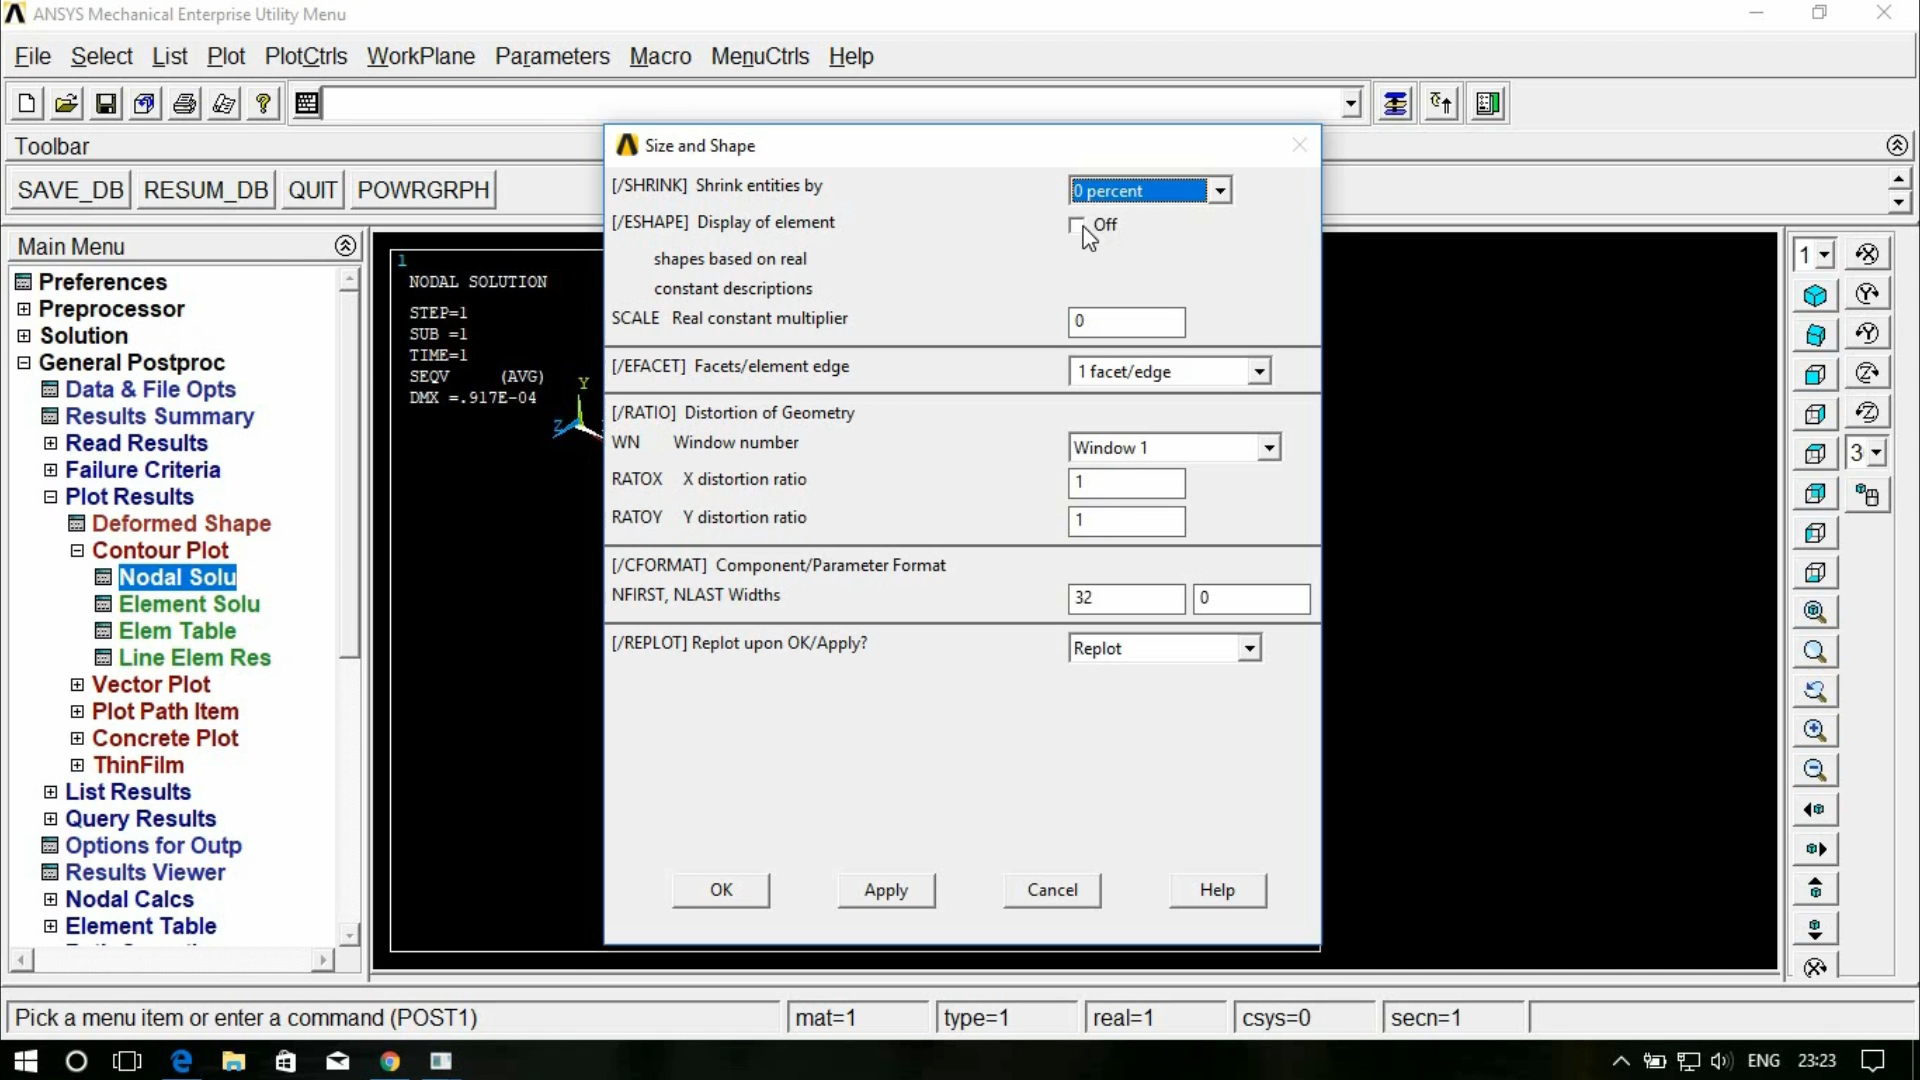 ANSYS Mechanical Enterprise Utility Menu
File Select List Plot PlotCtrls WorkPlane Parameters Macro MenuCtrls Help
Toolbar
SAVE_DB RESUM_DB QUIT POWRGRPH
Main Menu
Preferences
Preprocessor
Solution
General Postproc
Data & File Opts
Results Summary
Read Results
Failure Criteria
Plot Results
Deformed Shape
Contour Plot
Nodal Solu
Element Solu
Elem Table
Line Elem Res
Vector Plot
Plot Path Item
Concrete Plot
ThinFilm
List Results
Query Results
Options for Outp
Results Viewer
Nodal Calcs
Element Table
1
NODAL SOLUTION
STEP=1
SUB =1
TIME=1
SEQV (AVG)
DMX =.917E-04
Y
Z
Size and Shape
[/SHRINK] Shrink entities by 0 percent
[/ESHAPE] Display of element Off
shapes based on real
constant descriptions
SCALE Real constant multiplier 0
[/EFACET] Facets/element edge 1 facet/edge
[/RATIO] Distortion of Geometry
WN Window number Window 1
RATOX X distortion ratio 1
RATOY Y distortion ratio 1
[/CFORMAT] Component/Parameter Format
NFIRST, NLAST Widths 32 0
[/REPLOT] Replot upon OK/Apply? Replot
OK Apply Cancel Help
1
3
Pick a menu item or enter a command (POST1) mat=1 type=1 real=1 csys=0 secn=1
ENG 23:23